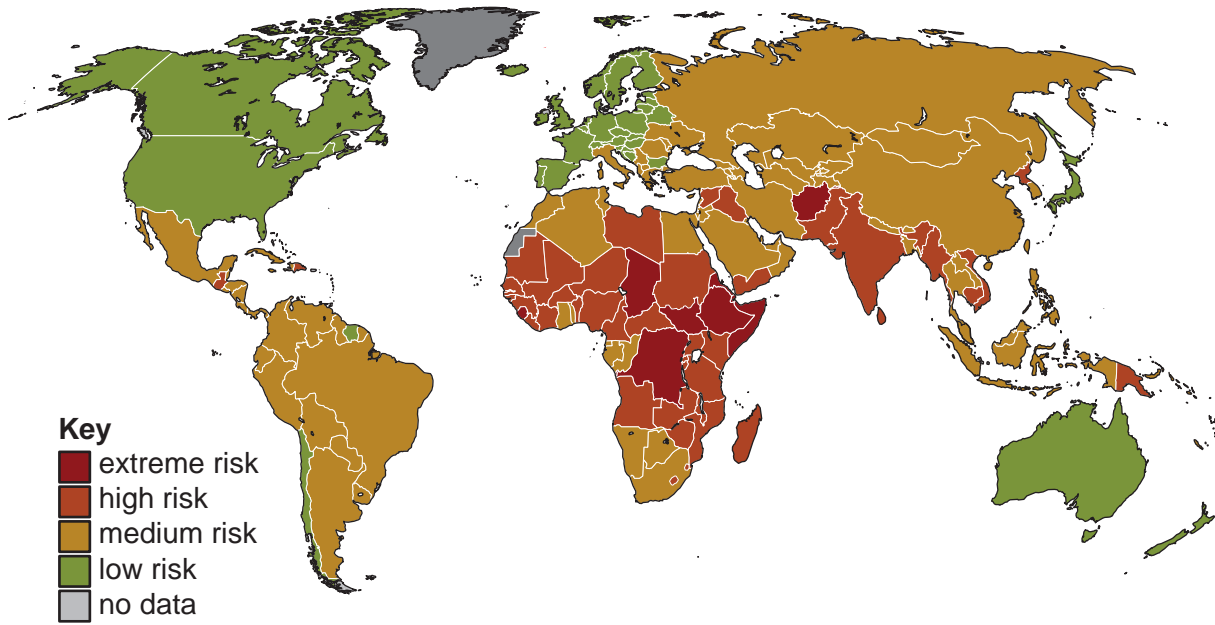 Key
extreme risk
high risk
medium risk
low risk
no data